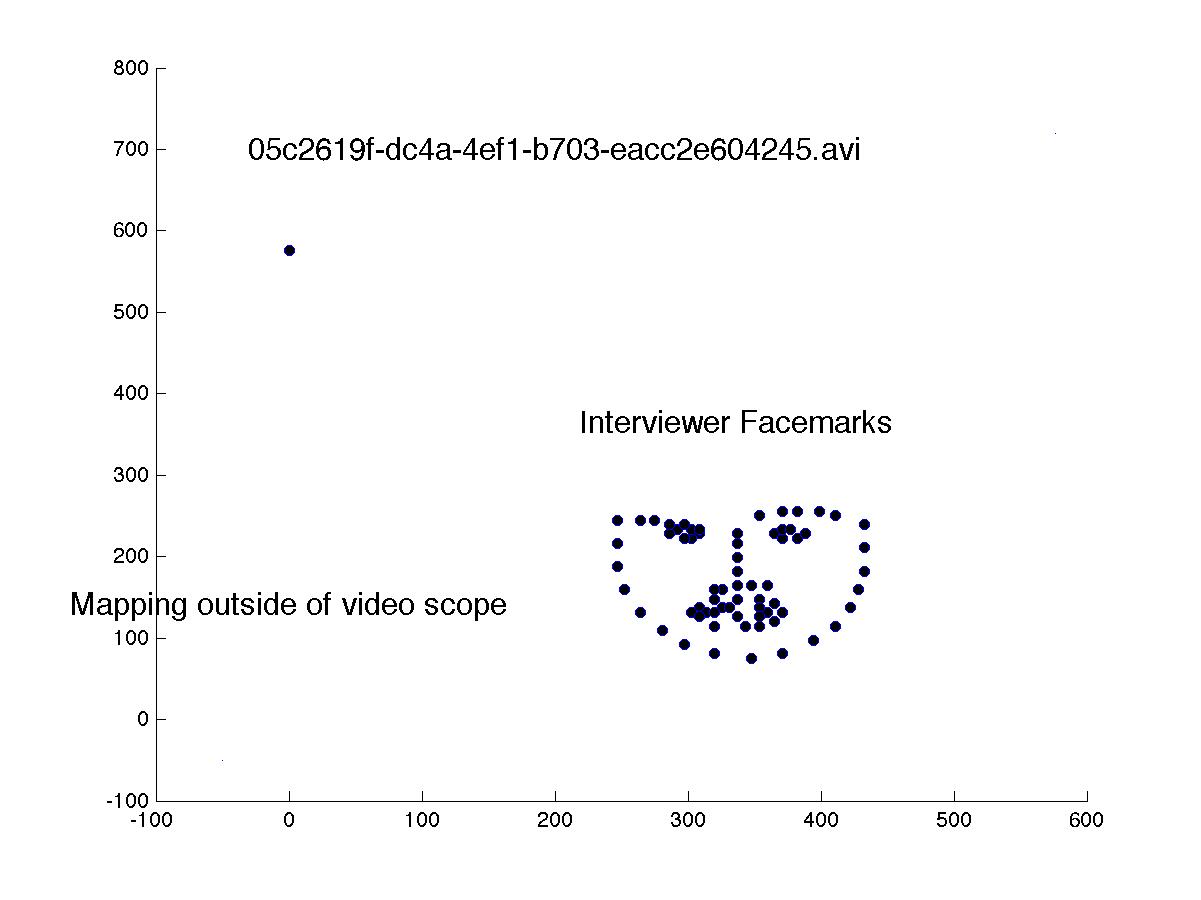 800
700
05c2619f-dc4a-4ef1-b703-eacc2e604245.avi
600
500
400
Interviewer Facemarks
300
200
Mapping outside of video scope
100
0
-100
-100 0 100 200 300 400 500 600